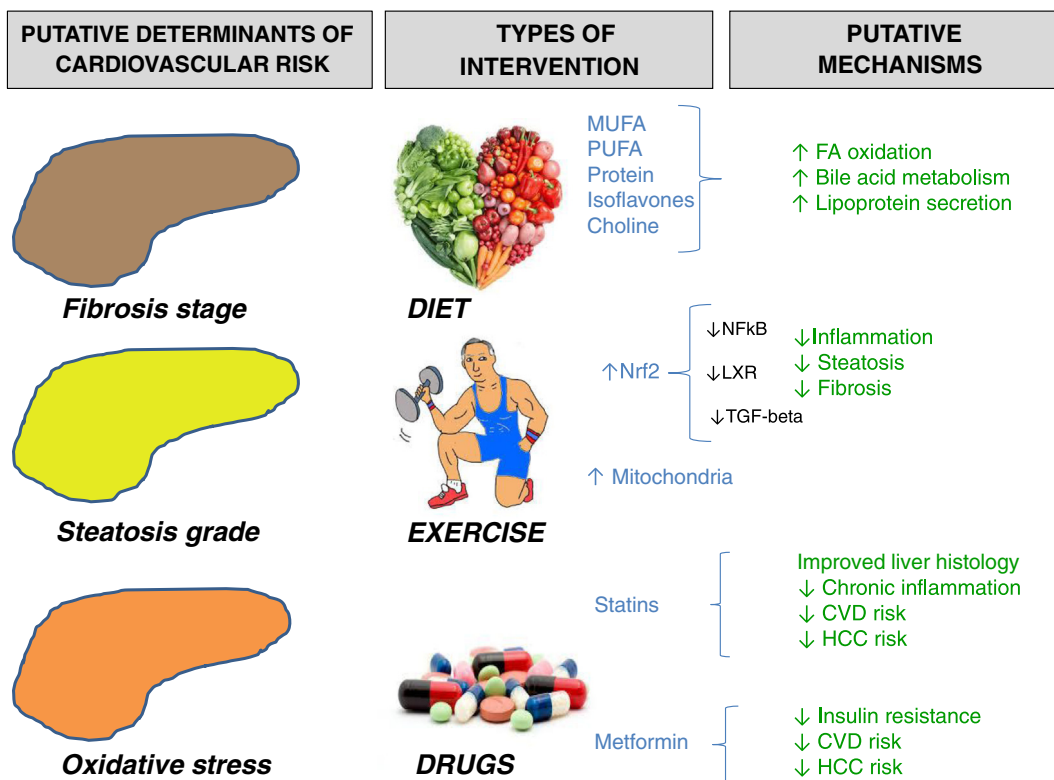 PUTATIVE DETERMINANTS OF
CARDIOVASCULAR RISK
TYPES OF
INTERVENTION
PUTATIVE
MECHANISMS
Fibrosis stage
MUFA
PUFA
Protein
Isoflavones
Choline
DIET
↑ FA oxidation
↑ Bile acid metabolism
↑ Lipoprotein secretion
Steatosis grade
↑Nrf2
↓NFkB
↓LXR
↓TGF-beta
↑ Mitochondria
EXERCISE
↓Inflammation
↓ Steatosis
↓ Fibrosis
Oxidative stress
Statins
Improved liver histology
↓ Chronic inflammation
↓ CVD risk
↓ HCC risk
Metformin
DRUGS
↓ Insulin resistance
↓ CVD risk
↓ HCC risk